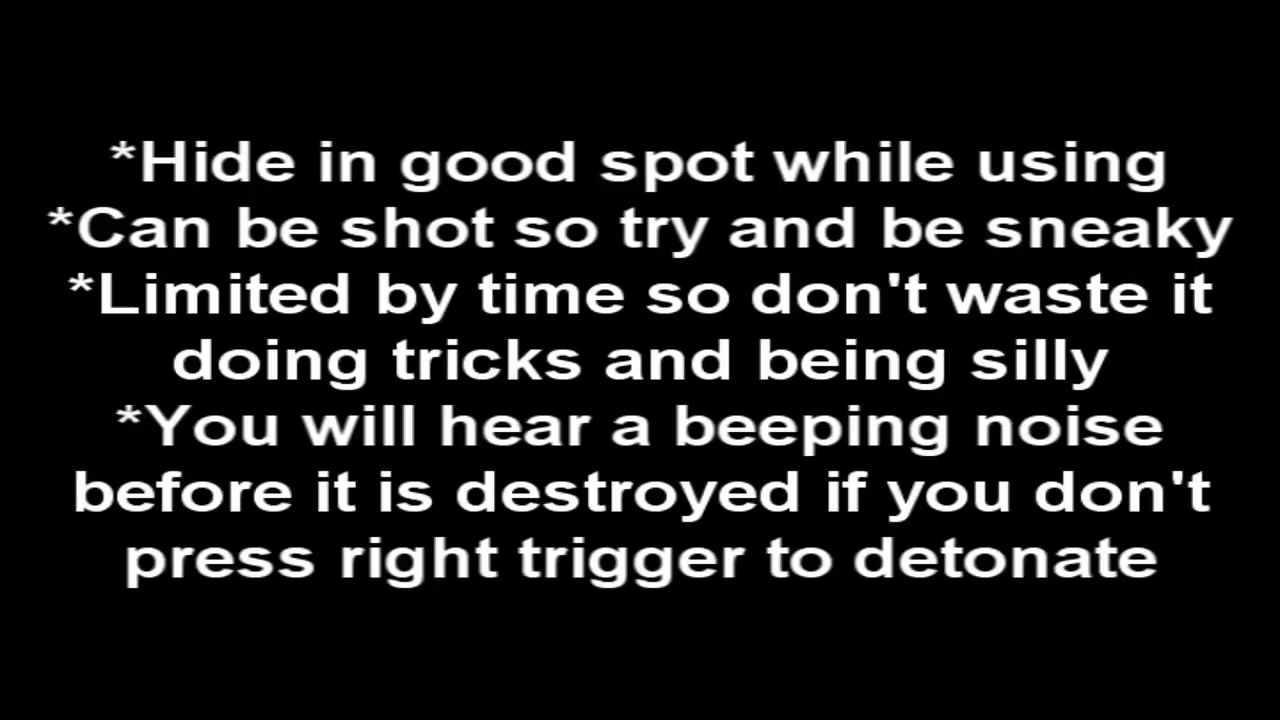 *Hide in good spot while using
*Can be shot so try and be sneaky
*Limited by time so don't waste it
doing tricks and being silly
*You will hear a beeping noise
before it is destroyed if you don't
press right trigger to detonate